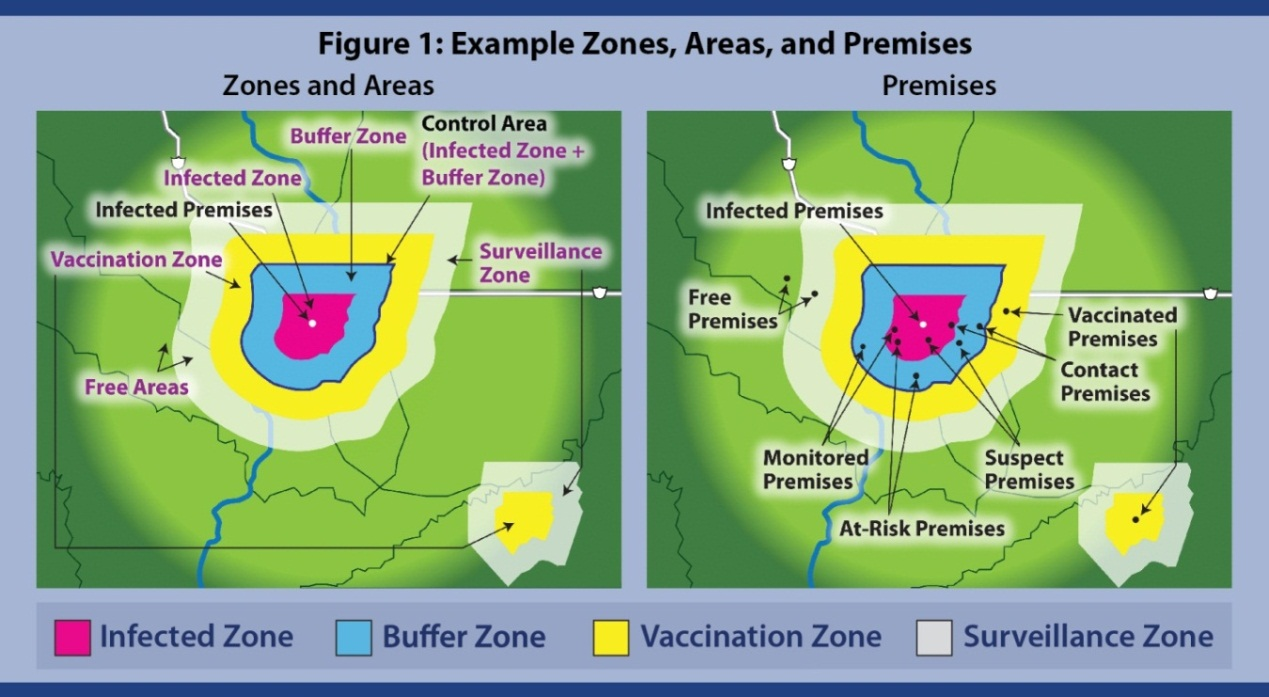 Figure 1: Example Zones, Areas, and Premises
Zones and Areas
Buffer Zone
Control Area
(Infected Zone +
Buffer Zone)
Infected Zone
Infected Premises
Vaccination Zone
Surveillance
Zone
Free Areas
Premises
Infected Premises
Free
Premises
Vaccinated
Premises
Contact
Premises
Monitored
Premises
Suspect
Premises
At-Risk Premises
Infected Zone
Buffer Zone
Vaccination Zone
Surveillance Zone